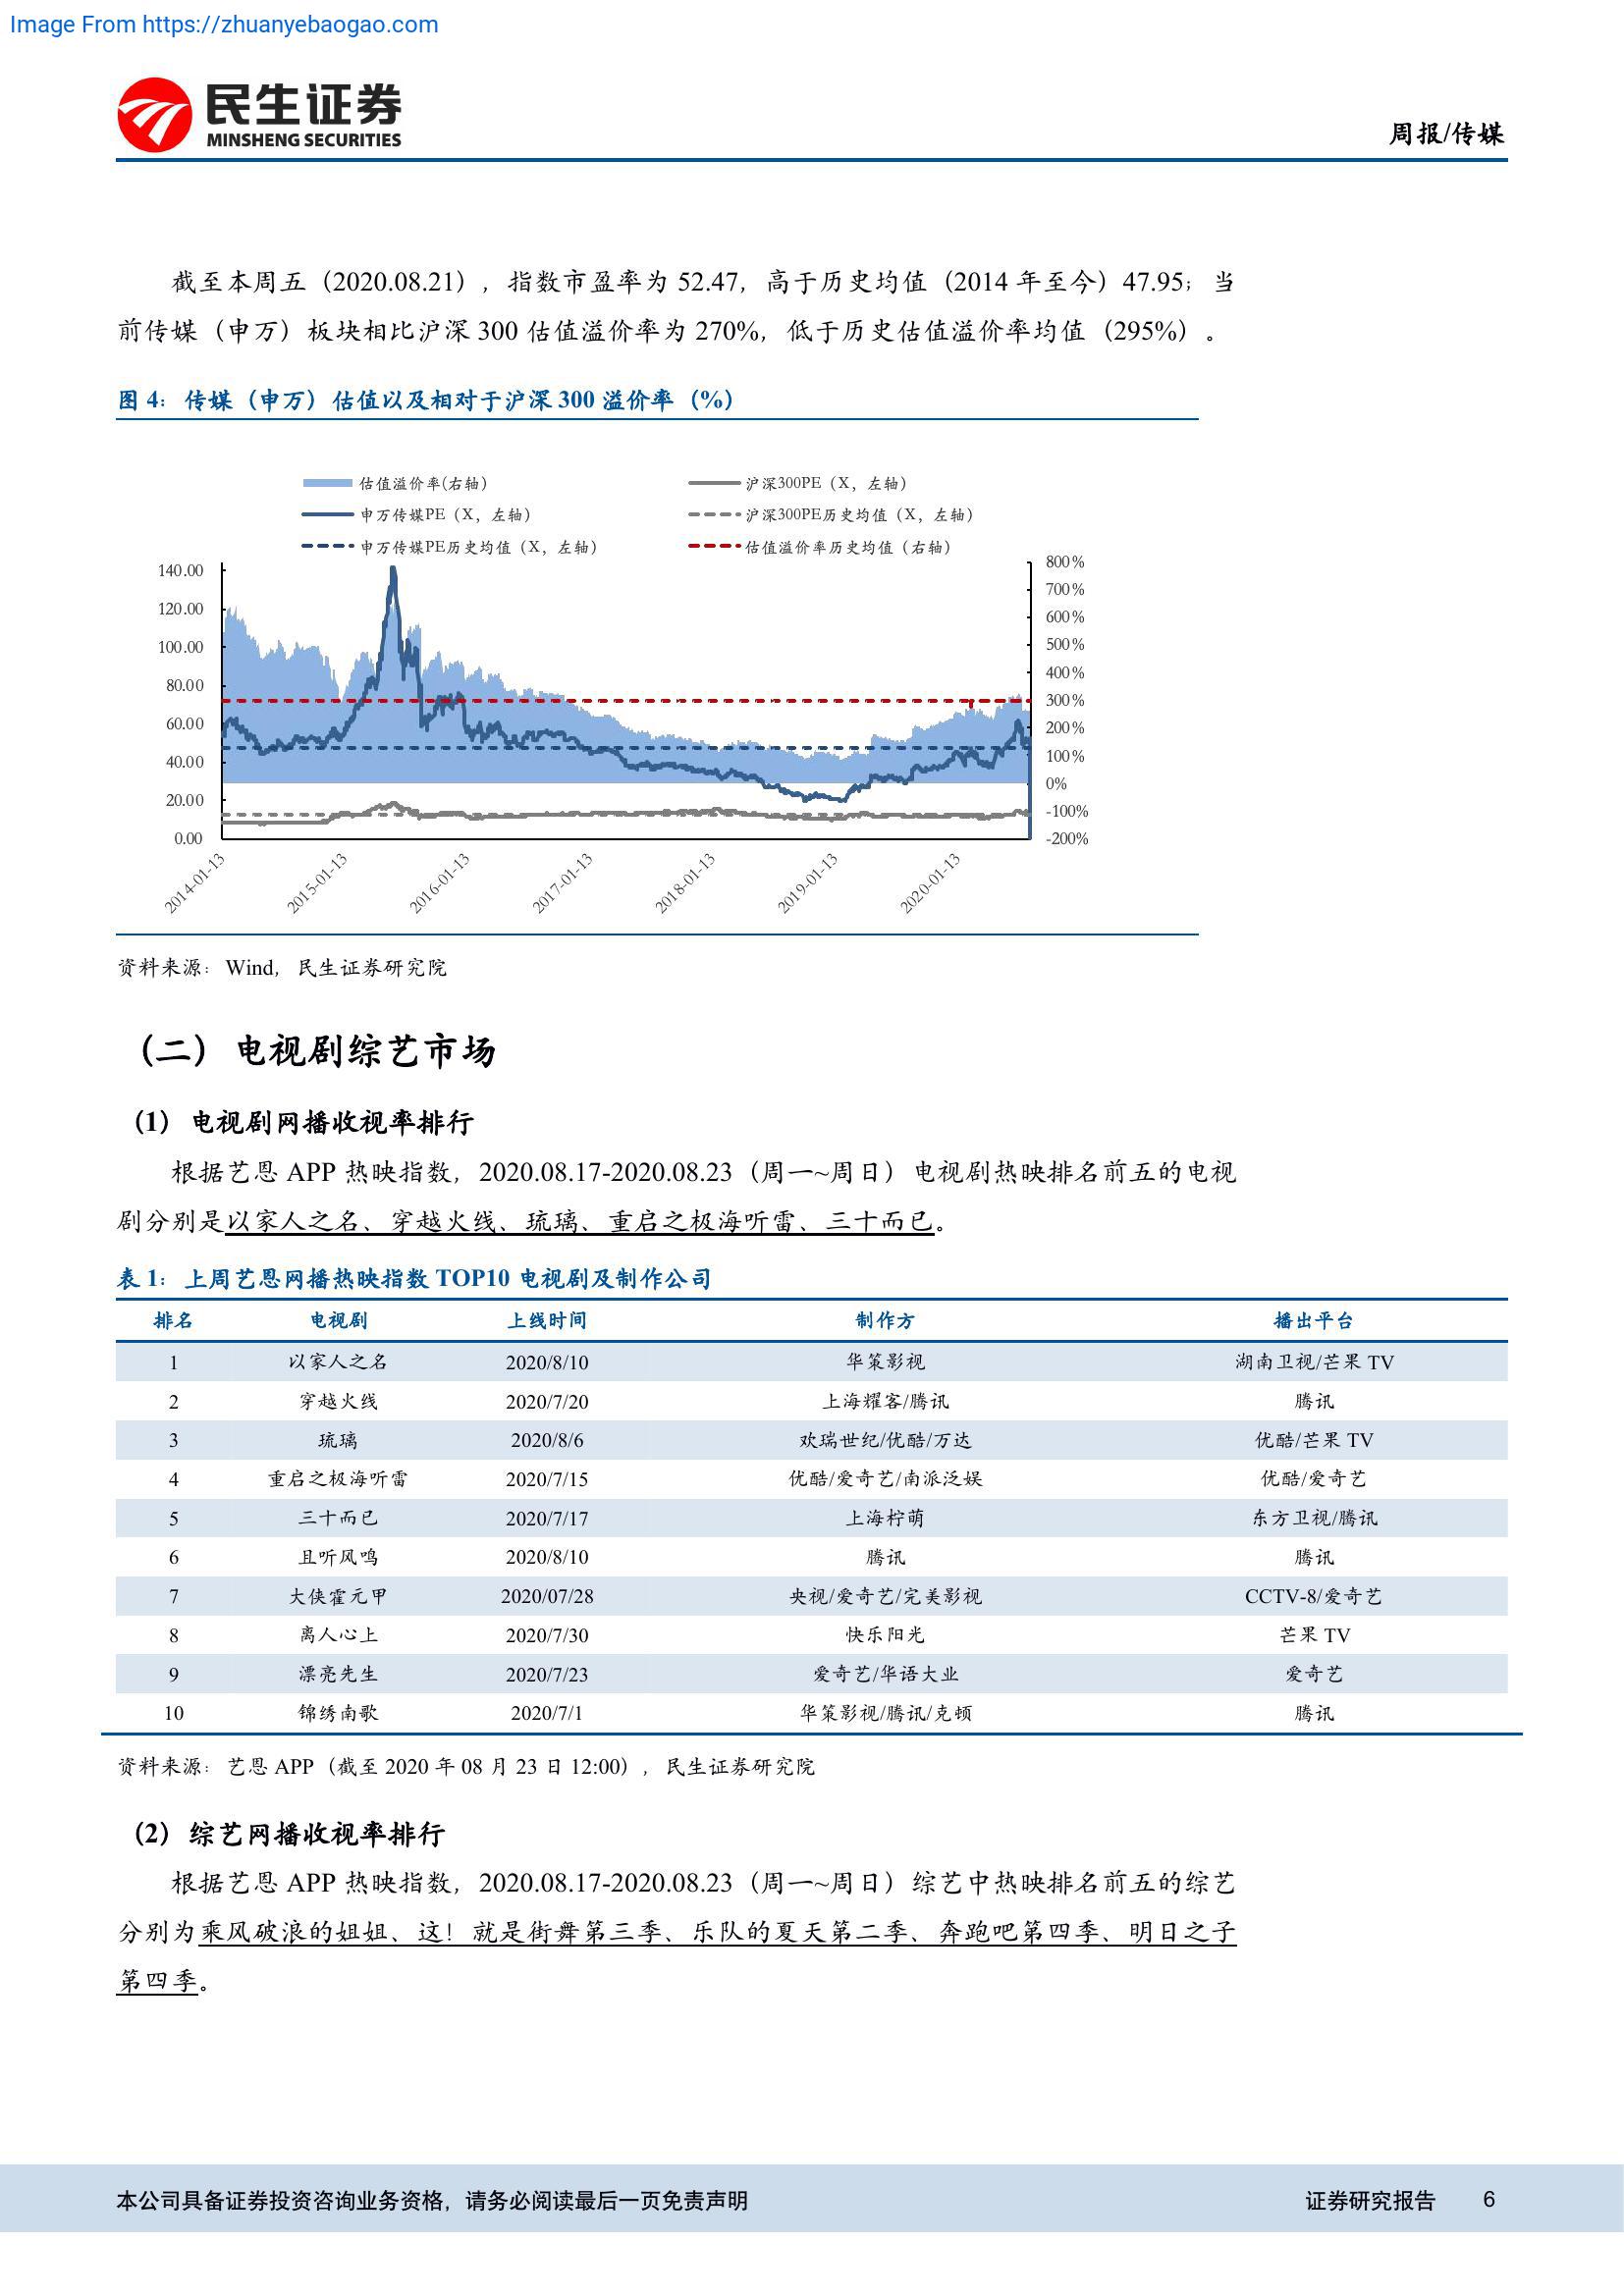 Image From https://zhuanyebaogao.com
民生证券
MINSHENG SECURITIES
周报/传媒
截至本周五（2020.08.21），指数市盈率为 52.47，高于历史均值（2014 年至今）47.95；当
前传媒（申万）板块相比沪深 300 估值溢价率为 270%，低于历史估值溢价率均值（295%）。
图 4：传媒（申万）估值以及相对于沪深 300 溢价率（%）
估值溢价率(右轴) 沪深300PE（X，左轴）
申万传媒PE（X，左轴） 沪深300PE历史均值（X，左轴）
申万传媒PE历史均值（X，左轴） 估值溢价率历史均值（右轴）
140.00
120.00
100.00
80.00
60.00
40.00
20.00
0.00
800%
700%
600%
500%
400%
300%
200%
100%
0%
-100%
-200%
2014-01-13 2015-01-13 2016-01-13 2017-01-13 2018-01-13 2019-01-13 2020-01-13
资料来源：Wind，民生证券研究院
（二）电视剧综艺市场
（1）电视剧网播收视率排行
根据艺恩 APP 热映指数，2020.08.17-2020.08.23（周一~周日）电视剧热映排名前五的电视
剧分别是以家人之名、穿越火线、琉璃、重启之极海听雷、三十而已。
表 1：上周艺恩网播热映指数 TOP10 电视剧及制作公司
排名 电视剧 上线时间 制作方 播出平台
1 以家人之名 2020/8/10 华策影视 湖南卫视/芒果 TV
2 穿越火线 2020/7/20 上海耀客/腾讯 腾讯
3 琉璃 2020/8/6 欢瑞世纪/优酷/万达 优酷/芒果 TV
4 重启之极海听雷 2020/7/15 优酷/爱奇艺/南派泛娱 优酷/爱奇艺
5 三十而已 2020/7/17 上海柠萌 东方卫视/腾讯
6 且听风鸣 2020/8/10 腾讯 腾讯
7 大侠霍元甲 2020/07/28 央视/爱奇艺/完美影视 CCTV-8/爱奇艺
8 离人心上 2020/7/30 快乐阳光 芒果 TV
9 漂亮先生 2020/7/23 爱奇艺/华语大业 爱奇艺
10 锦绣南歌 2020/7/1 华策影视/腾讯/克顿 腾讯
资料来源：艺恩 APP（截至 2020 年 08 月 23 日 12:00），民生证券研究院
（2）综艺网播收视率排行
根据艺恩 APP 热映指数，2020.08.17-2020.08.23（周一~周日）综艺中热映排名前五的综艺
分别为乘风破浪的姐姐、这！就是街舞第三季、乐队的夏天第二季、奔跑吧第四季、明日之子
第四季。
本公司具备证券投资咨询业务资格，请务必阅读最后一页免责声明 证券研究报告 6